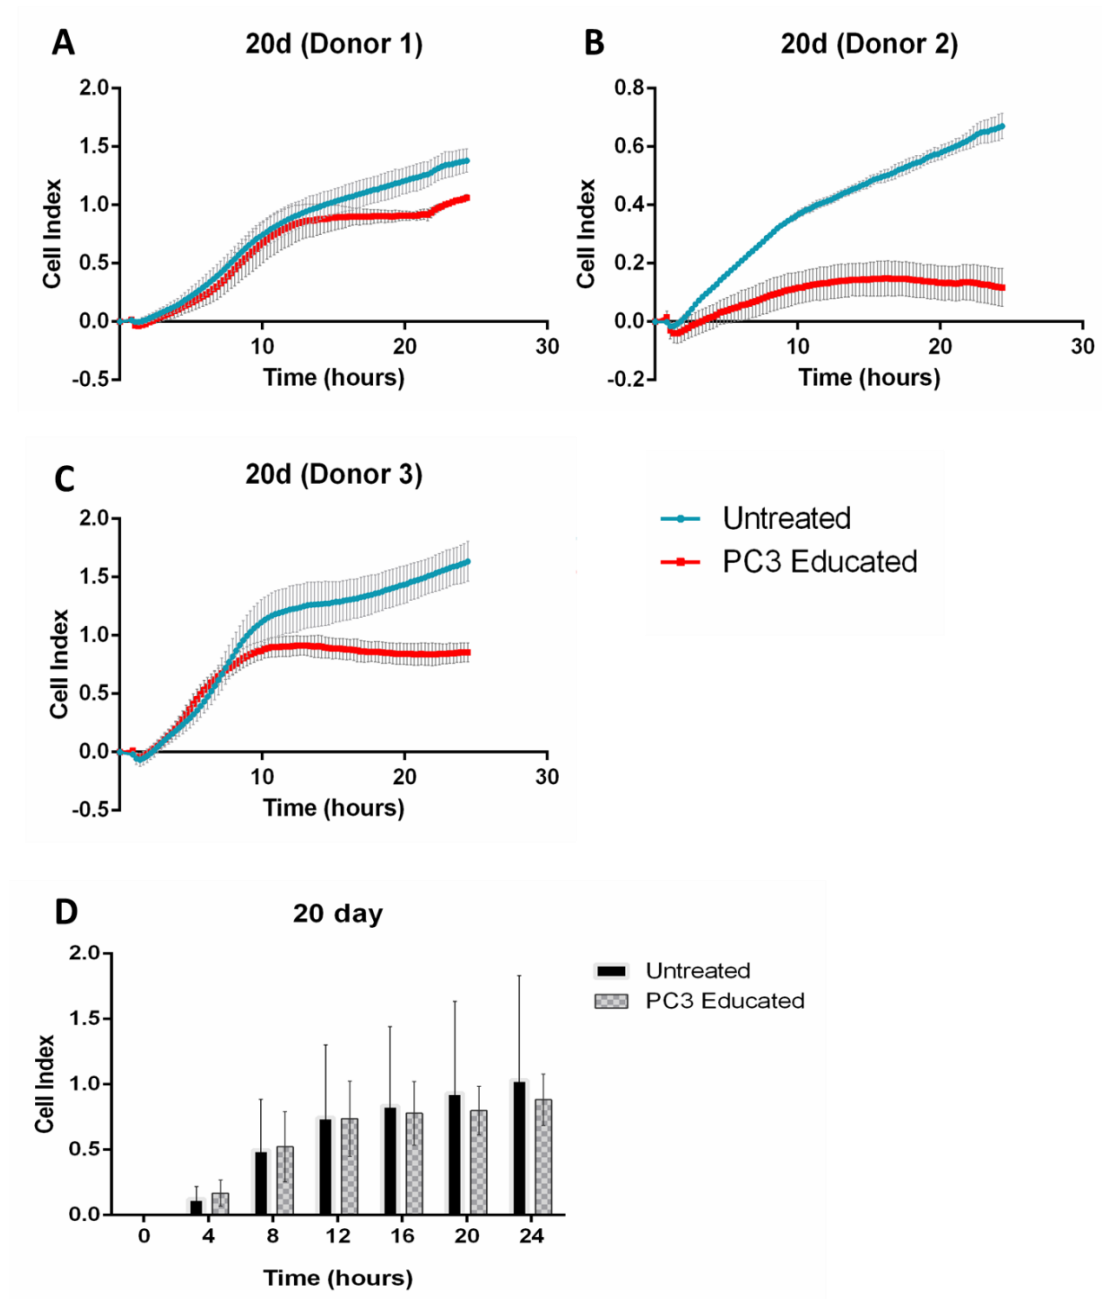 A
20d (Donor 1)
2.0
1.5
1.0
0.5
0.0
-0.5
10
20
30
Cell Index
Time (hours)
B
20d (Donor 2)
0.8
0.6
0.4
0.2
0.0
-0.2
10
20
30
Cell Index
Time (hours)
C
20d (Donor 3)
2.0
1.5
1.0
0.5
0.0
-0.5
10
20
30
Cell Index
Time (hours)
Untreated
PC3 Educated
D
20 day
2.0
1.5
1.0
0.5
0.0
0 4 8 12 16 20 24
Cell Index
Time (hours)
Untreated
PC3 Educated